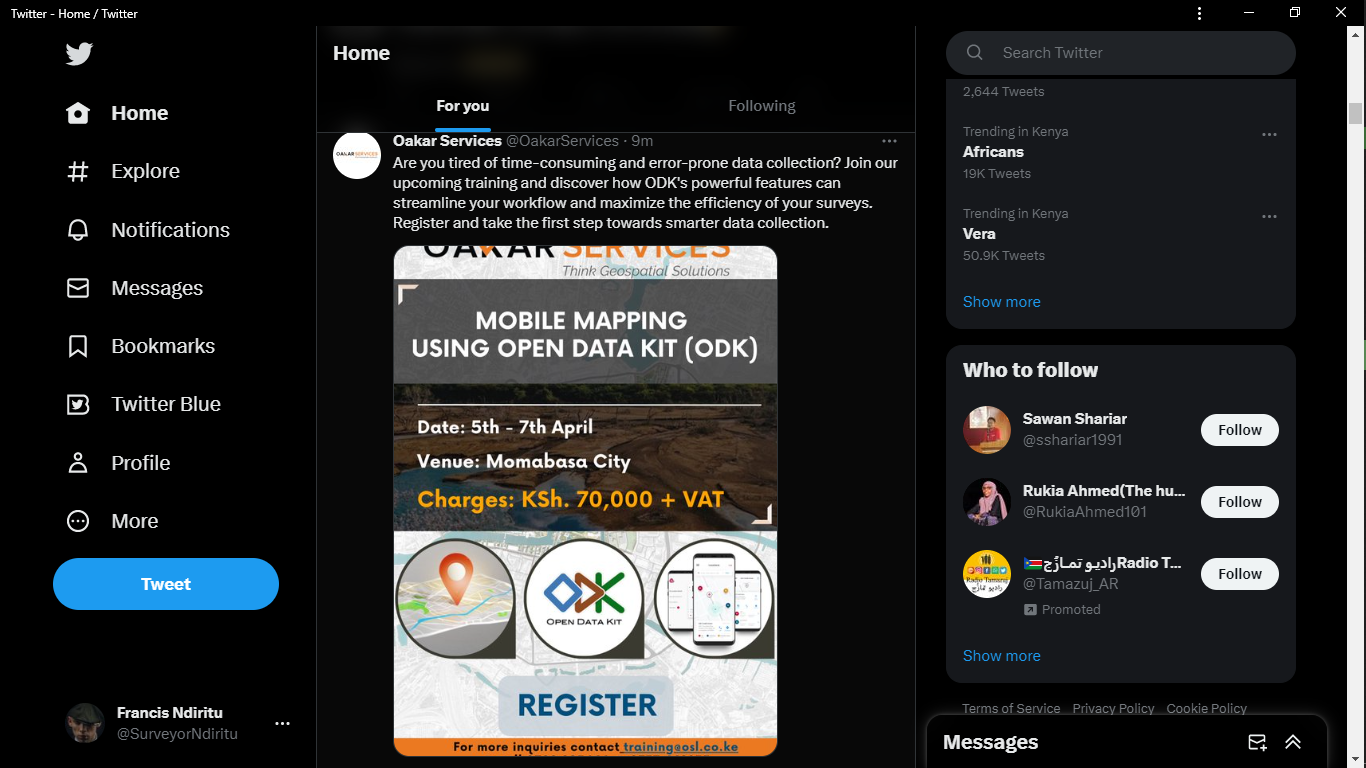 Twitter - Home / Twitter
Home
Explore
Notifications
Messages
Bookmarks
Twitter Blue
Profile
More
Tweet
Francis Ndiritu
@SurveyorNdiritu
Home
For you
Following
Oakar Services @OakarServices · 9m
Are you tired of time-consuming and error-prone data collection? Join our
upcoming training and discover how ODK's powerful features can
streamline your workflow and maximize the efficiency of your surveys.
Register and take the first step towards smarter data collection.
OAKAR SERVICES
Think Geospatial Solutions
MOBILE MAPPING
USING OPEN DATA KIT (ODK)
Date: 5th - 7th April
Venue: Momabasa City
Charges: KSh. 70,000 + VAT
ODK
OPEN DATA KIT
REGISTER
For more inquiries contact training@osl.co.ke
Search Twitter
2,644 Tweets
Trending in Kenya
Africans
19K Tweets
Trending in Kenya
Vera
50.9K Tweets
Show more
Who to follow
Sawan Shariar
@sshariar1991
Follow
Rukia Ahmed(The hu...
@RukiaAhmed101
Follow
راديو تمازُج Radio T...
@Tamazuj_AR
Follow
Promoted
Show more
Terms of Service Privacy Policy Cookie Policy
Messages